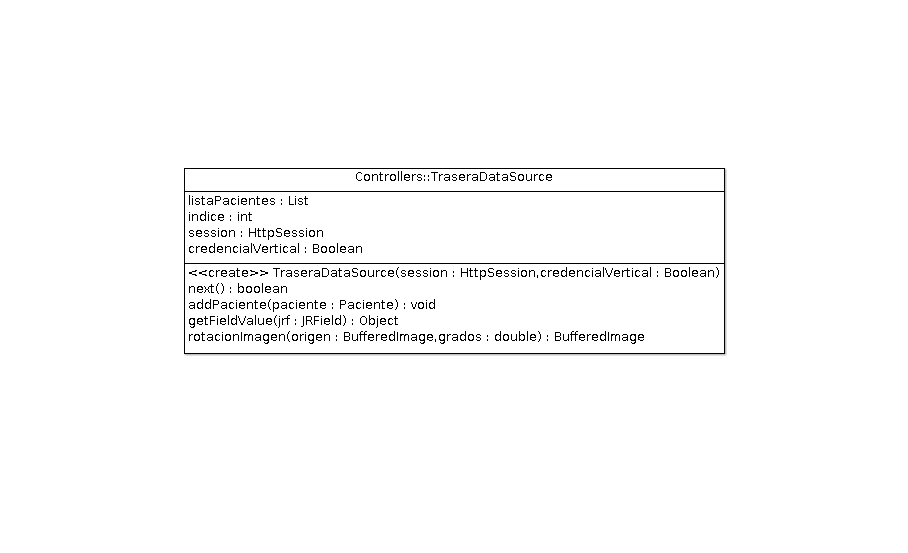 Controllers::TraseraDataSource
listaPacientes : List
indice : int
session : HttpSession
credencialVertical : Boolean
<<create>> TraseraDataSource(session : HttpSession,credencialVertical : Boolean)
next() : boolean
addPaciente(paciente : Paciente) : void
getFieldValue(jrf : JRField) : Object
rotacionImagen(origen : BufferedImage,grados : double) : BufferedImage